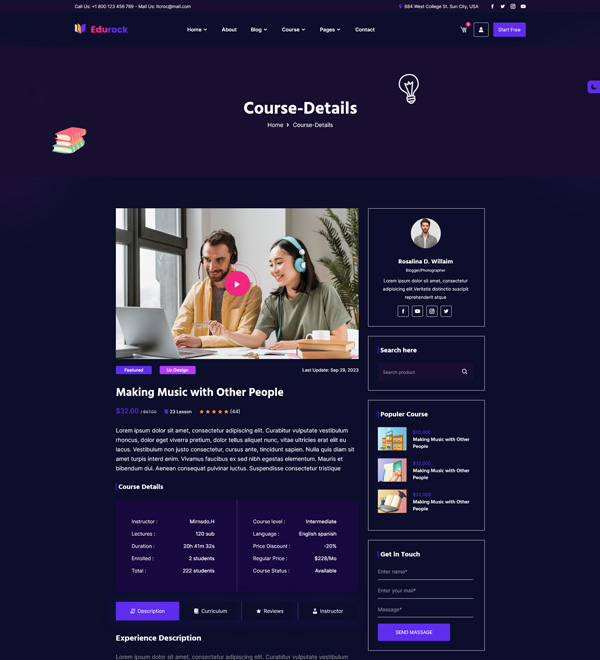 Call Us: +1 800 123 456 789 - Mail Us: Itcroc@mail.com
684 West College St. Sun City, USA
Edurock
Home
About
Blog
Course
Pages
Contact
Start Free
Course-Details
Home > Course-Details
Featured
Ux Design
Last Update: Sep 29, 2023
Making Music with Other People
$32.00 / $67.00
23 Lesson
(44)
Lorem ipsum dolor sit amet, consectetur adipiscing elit. Curabitur vulputate vestibulum
rhoncus, dolor eget viverra pretium, dolor tellus aliquet nunc, vitae ultricies erat elit eu
lacus. Vestibulum non justo consectetur, cursus ante, tincidunt sapien. Nulla quis diam sit
amet turpis interd enim. Vivamus faucibus ex sed nibh egestas elementum. Mauris et
bibendum dui. Aenean consequat pulvinar luctus. Suspendisse consectetur tristique
Course Details
Instructor : Mirnsdo.H
Lectures : 120 sub
Duration : 20h 41m 32s
Enrolled : 2 students
Total : 222 students
Course level : Intermediate
Language : English spanish
Price Discount : -20%
Regular Price : $228/Mo
Course Status : Available
Description
Curriculum
Reviews
Instructor
Experience Description
Lorem ipsum dolor sit amet, consectetur adipiscing elit. Curabitur vulputate vestibulum
Rosalina D. Willaim
Blogger/Photographer
Lorem ipsum dolor sit amet, consectetur
adipisicing elit.Veritatis distinctio suscipit
reprehenderit atque
Search here
Search product
Populer Course
$32,000
Making Music with Other
People
$32,000
Making Music with Other
People
$32,000
Making Music with Other
People
Get in Touch
Enter name*
Enter your mail*
Massage*
SEND MASSAGE